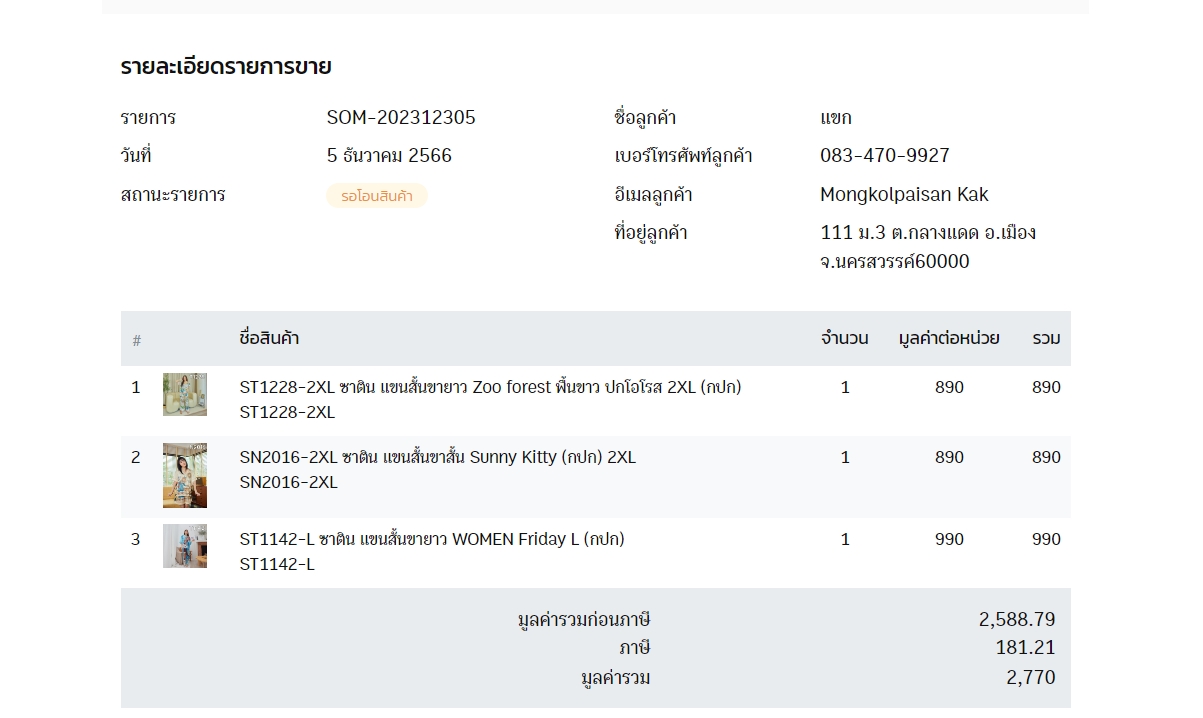 รายละเอียดรายการขาย
รายการ SOM-202312305 ชื่อลูกค้า แขก
วันที่ 5 ธันวาคม 2566 เบอร์โทรศัพท์ลูกค้า 083-470-9927
สถานะรายการ รอโอนสินค้า อีเมลลูกค้า Mongkolpaisan Kak
ที่อยู่ลูกค้า 111 ม.3 ต.กลางแดด อ.เมือง
จ.นครสวรรค์60000
# ชื่อสินค้า จำนวน มูลค่าต่อหน่วย รวม
1 ST1228-2XL ซาติน แขนสั้นขายาว Zoo forest พื้นขาว ปกโอโรส 2XL (กปก) 1 890 890
ST1228-2XL
2 SN2016-2XL ซาติน แขนสั้นขาสั้น Sunny Kitty (กปก) 2XL 1 890 890
SN2016-2XL
3 ST1142-L ซาติน แขนสั้นขายาว WOMEN Friday L (กปก) 1 990 990
ST1142-L
มูลค่ารวมก่อนภาษี 2,588.79
ภาษี 181.21
มูลค่ารวม 2,770